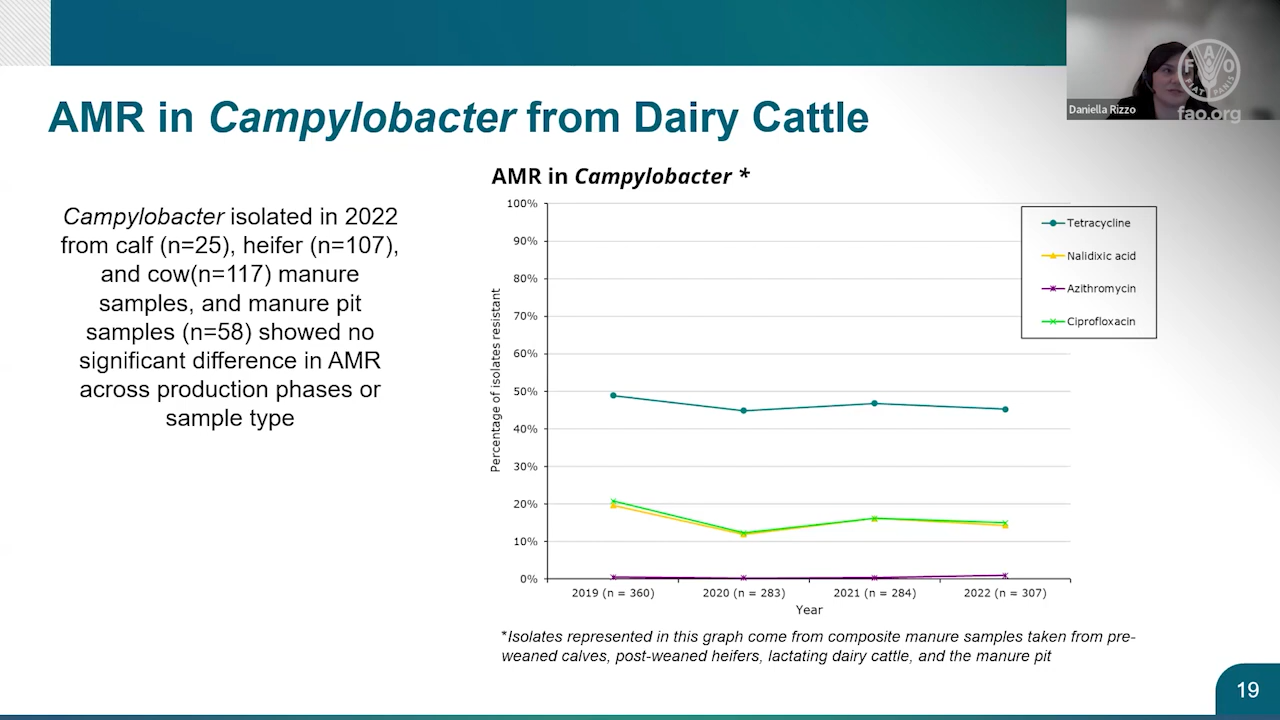 AMR in Campylobacter from Dairy Cattle
Daniella Rizzo
F A O
FIAT PANIS
fao.org
Campylobacter isolated in 2022
from calf (n=25), heifer (n=107),
and cow(n=117) manure
samples, and manure pit
samples (n=58) showed no
significant difference in AMR
across production phases or
sample type
AMR in Campylobacter *
Percentage of isolates resistant
100%
90%
80%
70%
60%
50%
40%
30%
20%
10%
0%
Tetracycline
Nalidixic acid
Azithromycin
Ciprofloxacin
2019 (n = 360)
2020 (n = 283)
2021 (n = 284)
2022 (n = 307)
Year
*Isolates represented in this graph come from composite manure samples taken from pre-
weaned calves, post-weaned heifers, lactating dairy cattle, and the manure pit
19